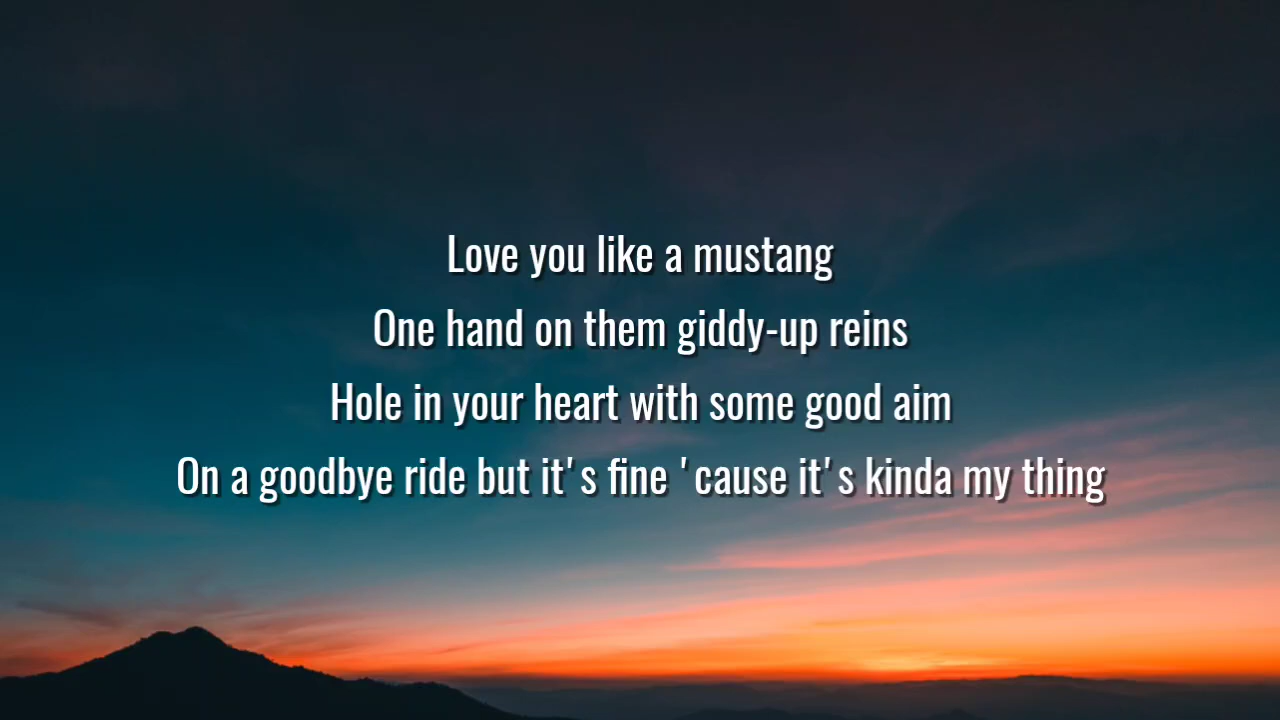 Love you like a mustang
One hand on them giddy-up reins
Hole in your heart with some good aim
On a goodbye ride but it's fine 'cause it's kinda my thing